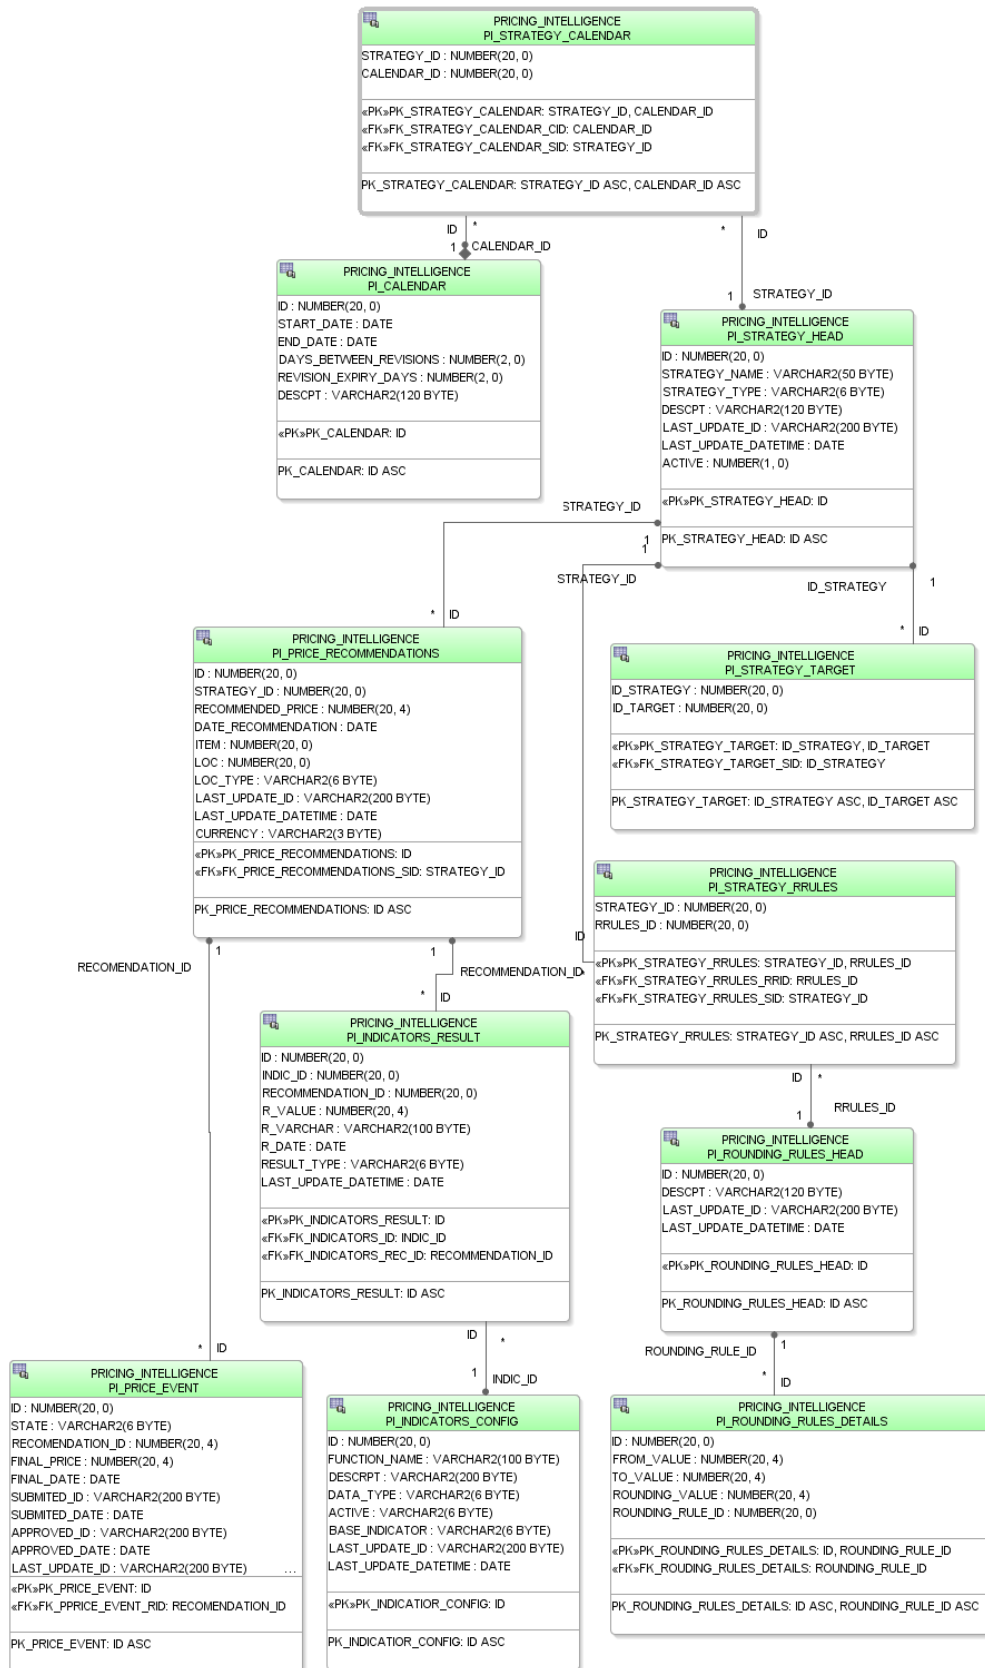 PRICING_INTELLIGENCE
PI_STRATEGY_CALENDAR
STRATEGY_ID : NUMBER(20, 0)
CALENDAR_ID : NUMBER(20, 0)
«PK»PK_STRATEGY_CALENDAR: STRATEGY_ID, CALENDAR_ID
«FK»FK_STRATEGY_CALENDAR_CID: CALENDAR_ID
«FK»FK_STRATEGY_CALENDAR_SID: STRATEGY_ID
PK_STRATEGY_CALENDAR: STRATEGY_ID ASC, CALENDAR_ID ASC
ID *
1 CALENDAR_ID
* ID
1 STRATEGY_ID
PRICING_INTELLIGENCE
PI_CALENDAR
ID : NUMBER(20, 0)
START_DATE : DATE
END_DATE : DATE
DAYS_BETWEEN_REVISIONS : NUMBER(2, 0)
REVISION_EXPIRY_DAYS : NUMBER(2, 0)
DESCPT : VARCHAR2(120 BYTE)
«PK»PK_CALENDAR: ID
PK_CALENDAR: ID ASC
PRICING_INTELLIGENCE
PI_STRATEGY_HEAD
ID : NUMBER(20, 0)
STRATEGY_NAME : VARCHAR2(50 BYTE)
STRATEGY_TYPE : VARCHAR2(6 BYTE)
DESCPT : VARCHAR2(120 BYTE)
LAST_UPDATE_ID : VARCHAR2(200 BYTE)
LAST_UPDATE_DATETIME : DATE
ACTIVE : NUMBER(1, 0)
«PK»PK_STRATEGY_HEAD: ID
PK_STRATEGY_HEAD: ID ASC
STRATEGY_ID
1
1
STRATEGY_ID
ID_STRATEGY 1
* ID
* ID
PRICING_INTELLIGENCE
PI_PRICE_RECOMMENDATIONS
ID : NUMBER(20, 0)
STRATEGY_ID : NUMBER(20, 0)
RECOMMENDED_PRICE : NUMBER(20, 4)
DATE_RECOMMENDATION : DATE
ITEM : NUMBER(20, 0)
LOC : NUMBER(20, 0)
LOC_TYPE : VARCHAR2(6 BYTE)
LAST_UPDATE_ID : VARCHAR2(200 BYTE)
LAST_UPDATE_DATETIME : DATE
CURRENCY : VARCHAR2(3 BYTE)
«PK»PK_PRICE_RECOMMENDATIONS: ID
«FK»FK_PRICE_RECOMMENDATIONS_SID: STRATEGY_ID
PK_PRICE_RECOMMENDATIONS: ID ASC
PRICING_INTELLIGENCE
PI_STRATEGY_TARGET
ID_STRATEGY : NUMBER(20, 0)
ID_TARGET : NUMBER(20, 0)
«PK»PK_STRATEGY_TARGET: ID_STRATEGY, ID_TARGET
«FK»FK_STRATEGY_TARGET_SID: ID_STRATEGY
PK_STRATEGY_TARGET: ID_STRATEGY ASC, ID_TARGET ASC
PRICING_INTELLIGENCE
PI_STRATEGY_RRULES
STRATEGY_ID : NUMBER(20, 0)
RRULES_ID : NUMBER(20, 0)
«PK»PK_STRATEGY_RRULES: STRATEGY_ID, RRULES_ID
«FK»FK_STRATEGY_RRULES_RRID: RRULES_ID
«FK»FK_STRATEGY_RRULES_SID: STRATEGY_ID
PK_STRATEGY_RRULES: STRATEGY_ID ASC, RRULES_ID ASC
ID
*
1
RECOMENDATION_ID
1
RECOMMENDATION_ID
* ID
ID *
RRULES_ID
1
PRICING_INTELLIGENCE
PI_INDICATORS_RESULT
ID : NUMBER(20, 0)
INDIC_ID : NUMBER(20, 0)
RECOMMENDATION_ID : NUMBER(20, 0)
R_VALUE : NUMBER(20, 4)
R_VARCHAR : VARCHAR2(100 BYTE)
R_DATE : DATE
RESULT_TYPE : VARCHAR2(6 BYTE)
LAST_UPDATE_DATETIME : DATE
«PK»PK_INDICATORS_RESULT: ID
«FK»FK_INDICATORS_ID: INDIC_ID
«FK»FK_INDICATORS_REC_ID: RECOMMENDATION_ID
PK_INDICATORS_RESULT: ID ASC
PRICING_INTELLIGENCE
PI_ROUNDING_RULES_HEAD
ID : NUMBER(20, 0)
DESCPT : VARCHAR2(120 BYTE)
LAST_UPDATE_ID : VARCHAR2(200 BYTE)
LAST_UPDATE_DATETIME : DATE
«PK»PK_ROUNDING_RULES_HEAD: ID
PK_ROUNDING_RULES_HEAD: ID ASC
* ID
ID *
1 INDIC_ID
1
ROUNDING_RULE_ID
* ID
PRICING_INTELLIGENCE
PI_PRICE_EVENT
ID : NUMBER(20, 0)
STATE : VARCHAR2(6 BYTE)
RECOMENDATION_ID : NUMBER(20, 4)
FINAL_PRICE : NUMBER(20, 4)
FINAL_DATE : DATE
SUBMITED_ID : VARCHAR2(200 BYTE)
SUBMITED_DATE : DATE
APPROVED_ID : VARCHAR2(200 BYTE)
APPROVED_DATE : DATE
LAST_UPDATE_ID : VARCHAR2(200 BYTE) ...
«PK»PK_PRICE_EVENT: ID
«FK»FK_PPRICE_EVENT_RID: RECOMENDATION_ID
PK_PRICE_EVENT: ID ASC
PRICING_INTELLIGENCE
PI_INDICATORS_CONFIG
ID : NUMBER(20, 0)
FUNCTION_NAME : VARCHAR2(100 BYTE)
DESCRPT : VARCHAR2(200 BYTE)
DATA_TYPE : VARCHAR2(6 BYTE)
ACTIVE : VARCHAR2(6 BYTE)
BASE_INDICATOR : VARCHAR2(6 BYTE)
LAST_UPDATE_ID : VARCHAR2(200 BYTE)
LAST_UPDATE_DATETIME : DATE
«PK»PK_INDICATIOR_CONFIG: ID
PK_INDICATIOR_CONFIG: ID ASC
PRICING_INTELLIGENCE
PI_ROUNDING_RULES_DETAILS
ID : NUMBER(20, 0)
FROM_VALUE : NUMBER(20, 4)
TO_VALUE : NUMBER(20, 4)
ROUNDING_VALUE : NUMBER(20, 4)
ROUNDING_RULE_ID : NUMBER(20, 0)
«PK»PK_ROUNDING_RULES_DETAILS: ID, ROUNDING_RULE_ID
«FK»FK_ROUDING_RULES_DETAILS: ROUNDING_RULE_ID
PK_ROUNDING_RULES_DETAILS: ID ASC, ROUNDING_RULE_ID ASC